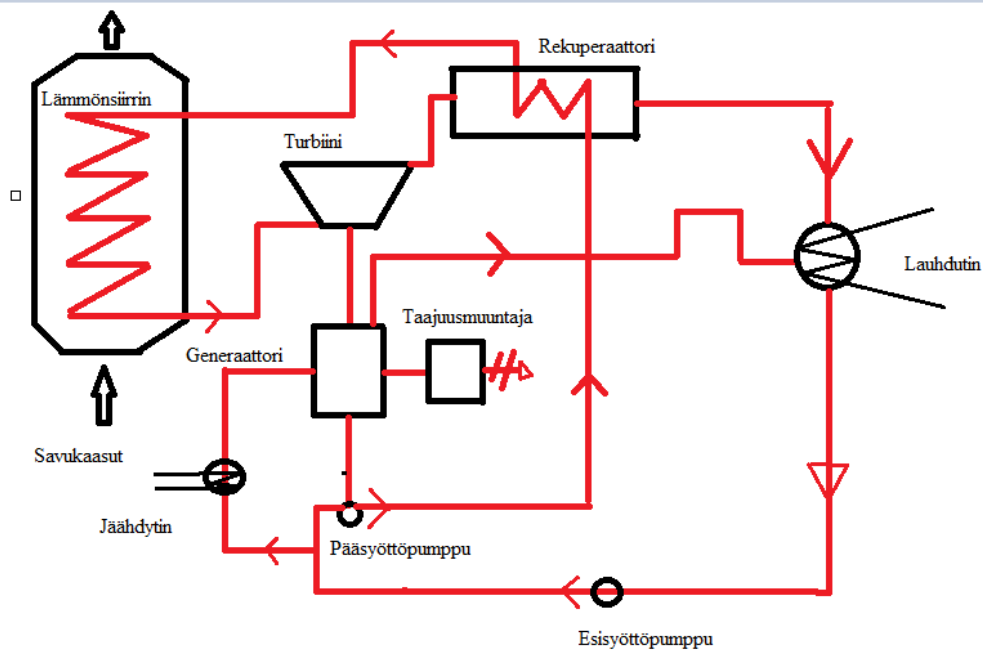 Rekuperaattori
Lämmönsiirrin
Turbiini
Lauhdutin
Taajuusmuuntaja
Generaattori
Savukaasut
Jäähdytin
Pääsyöttöpumppu
Esisyöttöpumppu